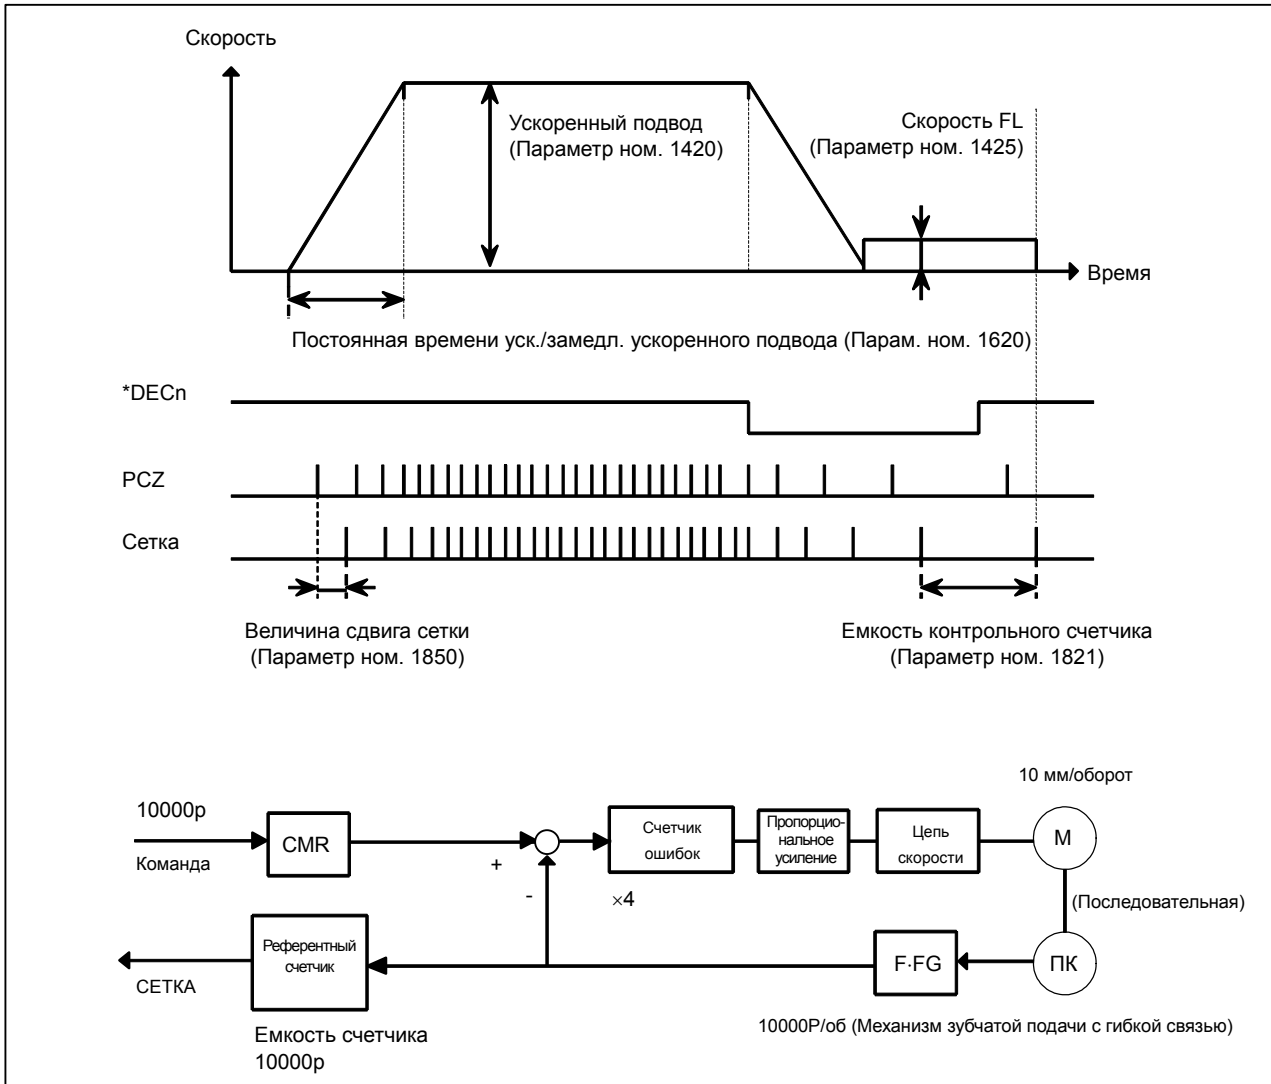 Скорость
Ускоренный подвод
(Параметр ном. 1420)
Скорость FL
(Параметр ном. 1425)
Время
Постоянная времени уск./замедл. ускоренного подвода (Парам. ном. 1620)
*DECn
PCZ
Сетка
Величина сдвига сетки
(Параметр ном. 1850)
Емкость контрольного счетчика
(Параметр ном. 1821)
10 мм/оборот
10000p
Команда
CMR
+
-
Счетчик
ошибок
×4
Пропорцио-
нальное
усиление
Цепь
скорости
М
(Последовательная)
СЕТКА
Референтный
счетчик
F·FG
ПК
Емкость счетчика
10000p
10000P/об (Механизм зубчатой подачи с гибкой связью)